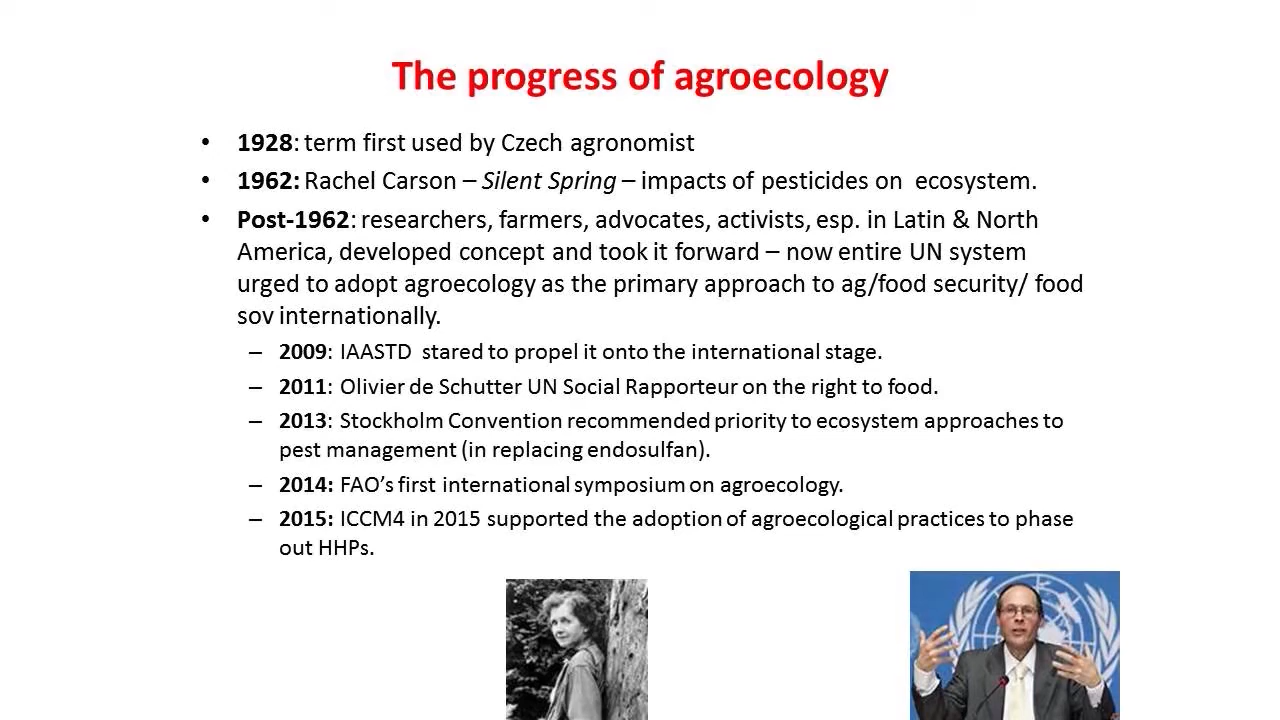 The progress of agroecology
• 1928: term first used by Czech agronomist
• 1962: Rachel Carson – Silent Spring – impacts of pesticides on ecosystem.
• Post-1962: researchers, farmers, advocates, activists, esp. in Latin & North
America, developed concept and took it forward – now entire UN system
urged to adopt agroecology as the primary approach to ag/food security/ food
sov internationally.
– 2009: IAASTD stared to propel it onto the international stage.
– 2011: Olivier de Schutter UN Social Rapporteur on the right to food.
– 2013: Stockholm Convention recommended priority to ecosystem approaches to
pest management (in replacing endosulfan).
– 2014: FAO’s first international symposium on agroecology.
– 2015: ICCM4 in 2015 supported the adoption of agroecological practices to phase
out HHPs.